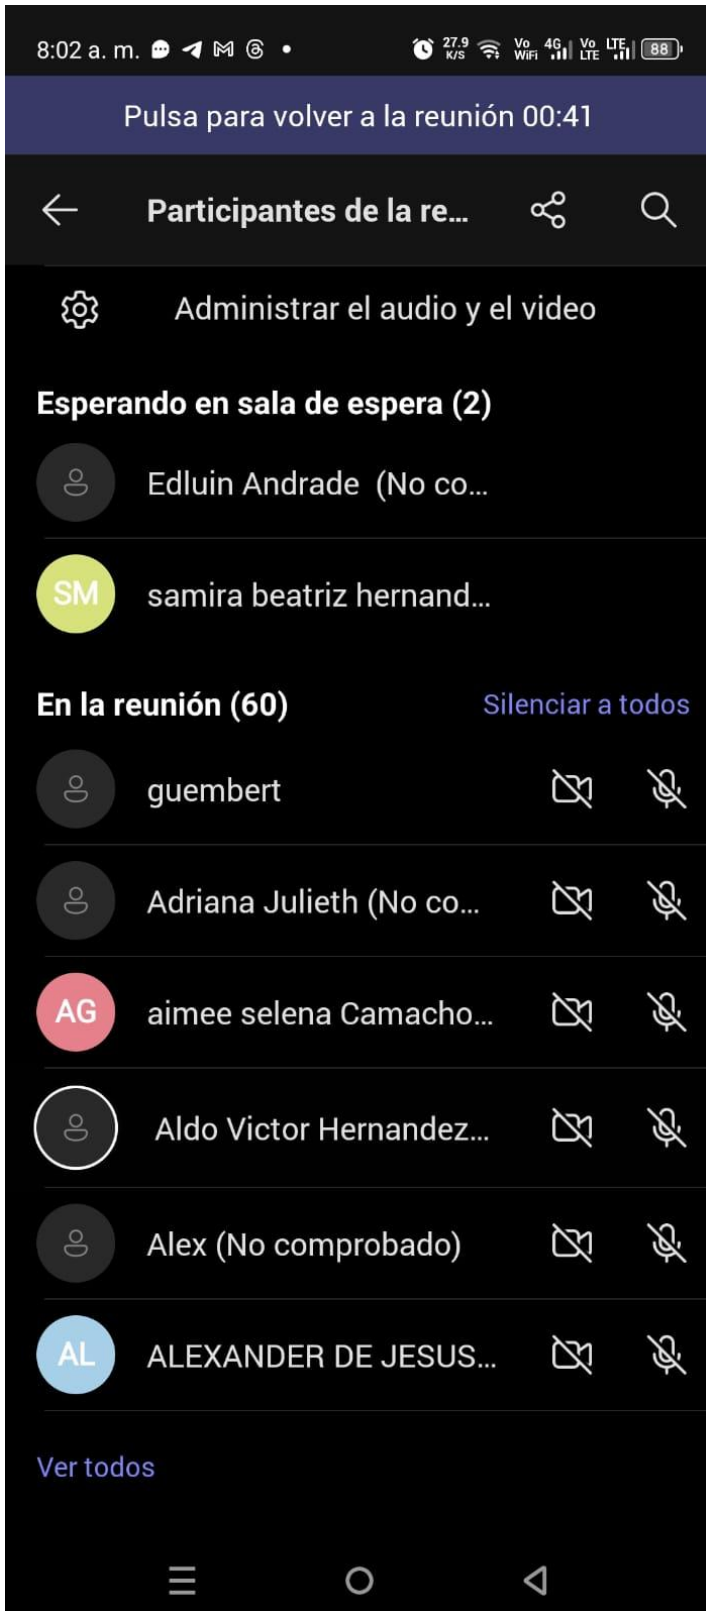 8:02 a. m. 27.9 K/S Vo WiFi 4G Vo LTE LTE 88
Pulsa para volver a la reunión 00:41
Participantes de la re...
Administrar el audio y el video
Esperando en sala de espera (2)
Edluin Andrade (No co...
SM samira beatriz hernand...
En la reunión (60) Silenciar a todos
guembert
Adriana Julieth (No co...
AG aimee selena Camacho...
Aldo Victor Hernandez...
Alex (No comprobado)
AL ALEXANDER DE JESUS...
Ver todos